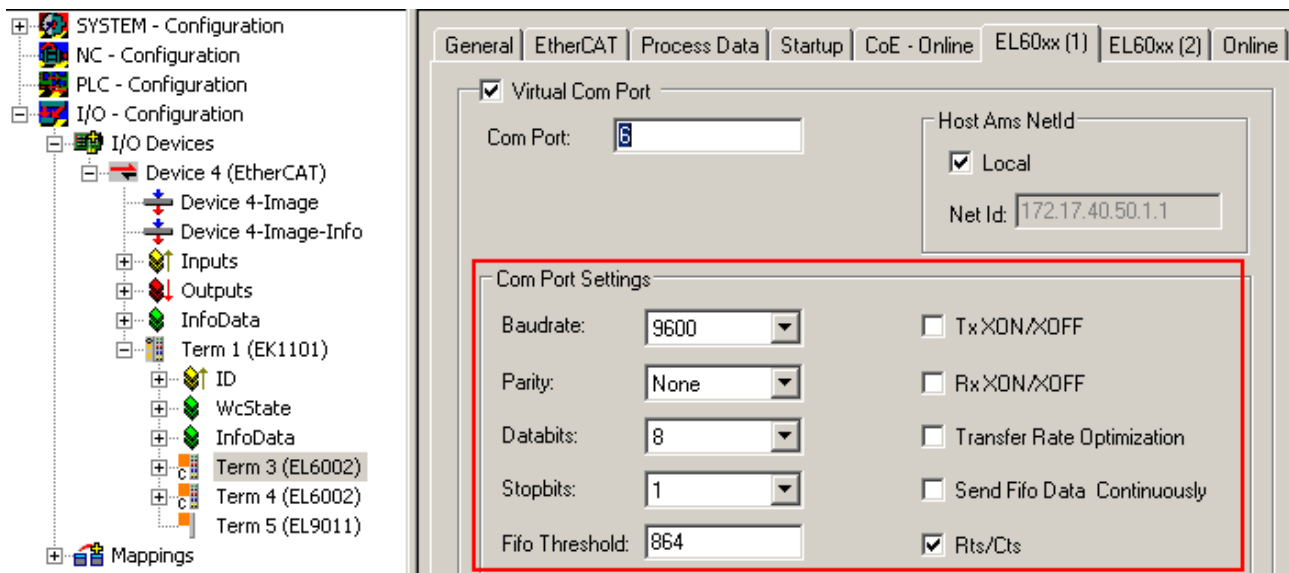 SYSTEM - Configuration
NC - Configuration
PLC - Configuration
I/O - Configuration
I/O Devices
Device 4 (EtherCAT)
Device 4-Image
Device 4-Image-Info
Inputs
Outputs
InfoData
Term 1 (EK1101)
ID
WcState
InfoData
Term 3 (EL6002)
Term 4 (EL6002)
Term 5 (EL9011)
Mappings
General EtherCAT Process Data Startup CoE - Online EL60xx (1) EL60xx (2) Online
Virtual Com Port
Com Port: 6
Host Ams NetId
Local
Net Id: 172.17.40.50.1.1
Com Port Settings
Baudrate: 9600 Tx XON/XOFF
Parity: None Rx XON/XOFF
Databits: 8 Transfer Rate Optimization
Stopbits: 1 Send Fifo Data Continuously
Fifo Threshold: 864 Rts/Cts